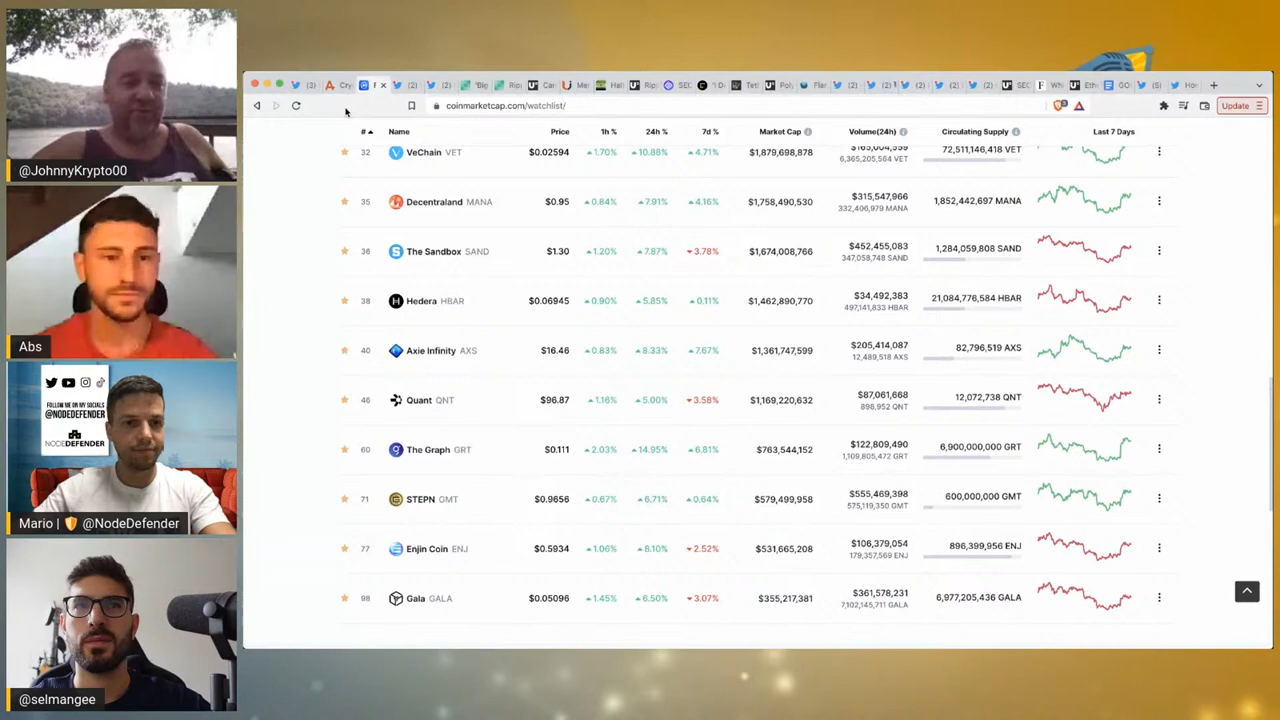 @JohnnyKrypto00
Abs
FOLLOW ME ON MY SOCIALS
@NODEDEFENDER
NODEDEFENDER
Mario | @NodeDefender
@selmangee
(3) Cry (2) (2) SEC (2) (2) (2) (2) SEC (5)
coinmarketcap.com/watchlist/ Update
# Name Price 1h % 24h % 7d % Market Cap Volume(24h) Circulating Supply Last 7 Days
32 VeChain VET $0.02594 1.70% 10.88% 4.71% $1,879,698,878 72,511,146,418 VET
6,365,205,564 VET
35 Decentraland MANA $0.95 0.84% 7.91% 4.16% $1,758,490,530 $315,547,966 1,852,442,697 MANA
332,406,979 MANA
36 The Sandbox SAND $1.30 1.20% 7.87% 3.78% $1,674,008,766 $452,455,083 1,284,059,808 SAND
347,058,748 SAND
38 Hedera HBAR $0.06945 0.90% 5.85% 0.11% $1,462,890,770 $34,492,383 21,084,776,584 HBAR
497,141,833 HBAR
40 Axie Infinity AXS $16.46 0.83% 8.33% 7.67% $1,361,747,599 $205,414,087 82,796,519 AXS
12,489,518 AXS
46 Quant QNT $96.87 1.16% 5.00% 3.58% $1,169,220,632 $87,061,668 12,072,738 QNT
898,952 QNT
60 The Graph GRT $0.111 2.03% 14.95% 6.81% $763,544,152 $122,809,490 6,900,000,000 GRT
1,109,805,472 GRT
71 STEPN GMT $0.9656 0.67% 6.71% 0.64% $579,499,958 $555,469,398 600,000,000 GMT
575,119,350 GMT
77 Enjin Coin ENJ $0.5934 1.06% 6.10% 2.52% $531,665,208 $106,379,054 896,399,956 ENJ
179,357,569 ENJ
98 Gala GALA $0.05096 1.45% 6.50% 3.07% $355,217,381 $361,578,231 6,977,205,436 GALA
7,102,145,711 GALA